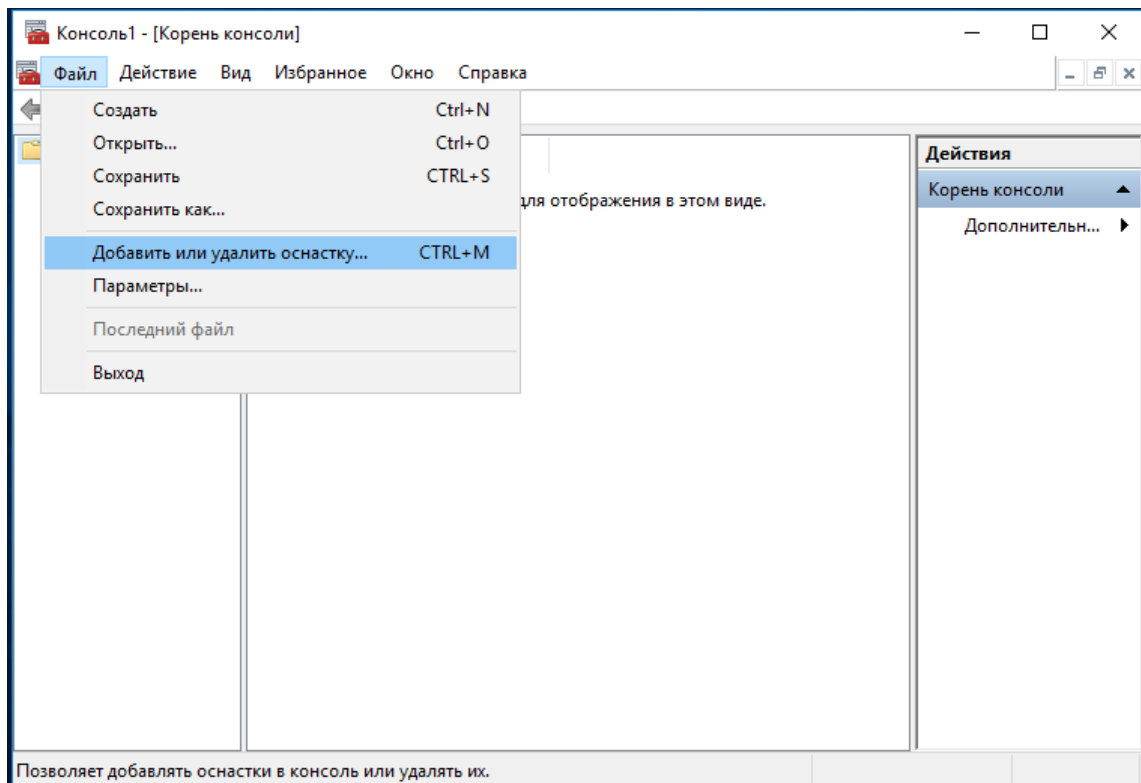 Консоль1 - [Корень консоли]
Файл Действие Вид Избранное Окно Справка
Создать Ctrl+N
Открыть... Ctrl+O
Сохранить CTRL+S
Сохранить как...
Добавить или удалить оснастку... CTRL+M
Параметры...
Последний файл
Выход
для отображения в этом виде.
Действия
Корень консоли
Дополнительн...
Позволяет добавлять оснастки в консоль или удалять их.